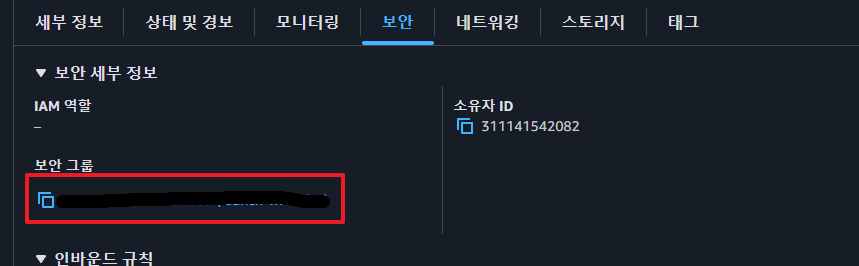 세부 정보
상태 및 경보
모니터링
보안
네트워킹
스토리지
태그
▼ 보안 세부 정보
IAM 역할
–
소유자 ID
311141542082
보안 그룹
▼ 인바운드 규칙